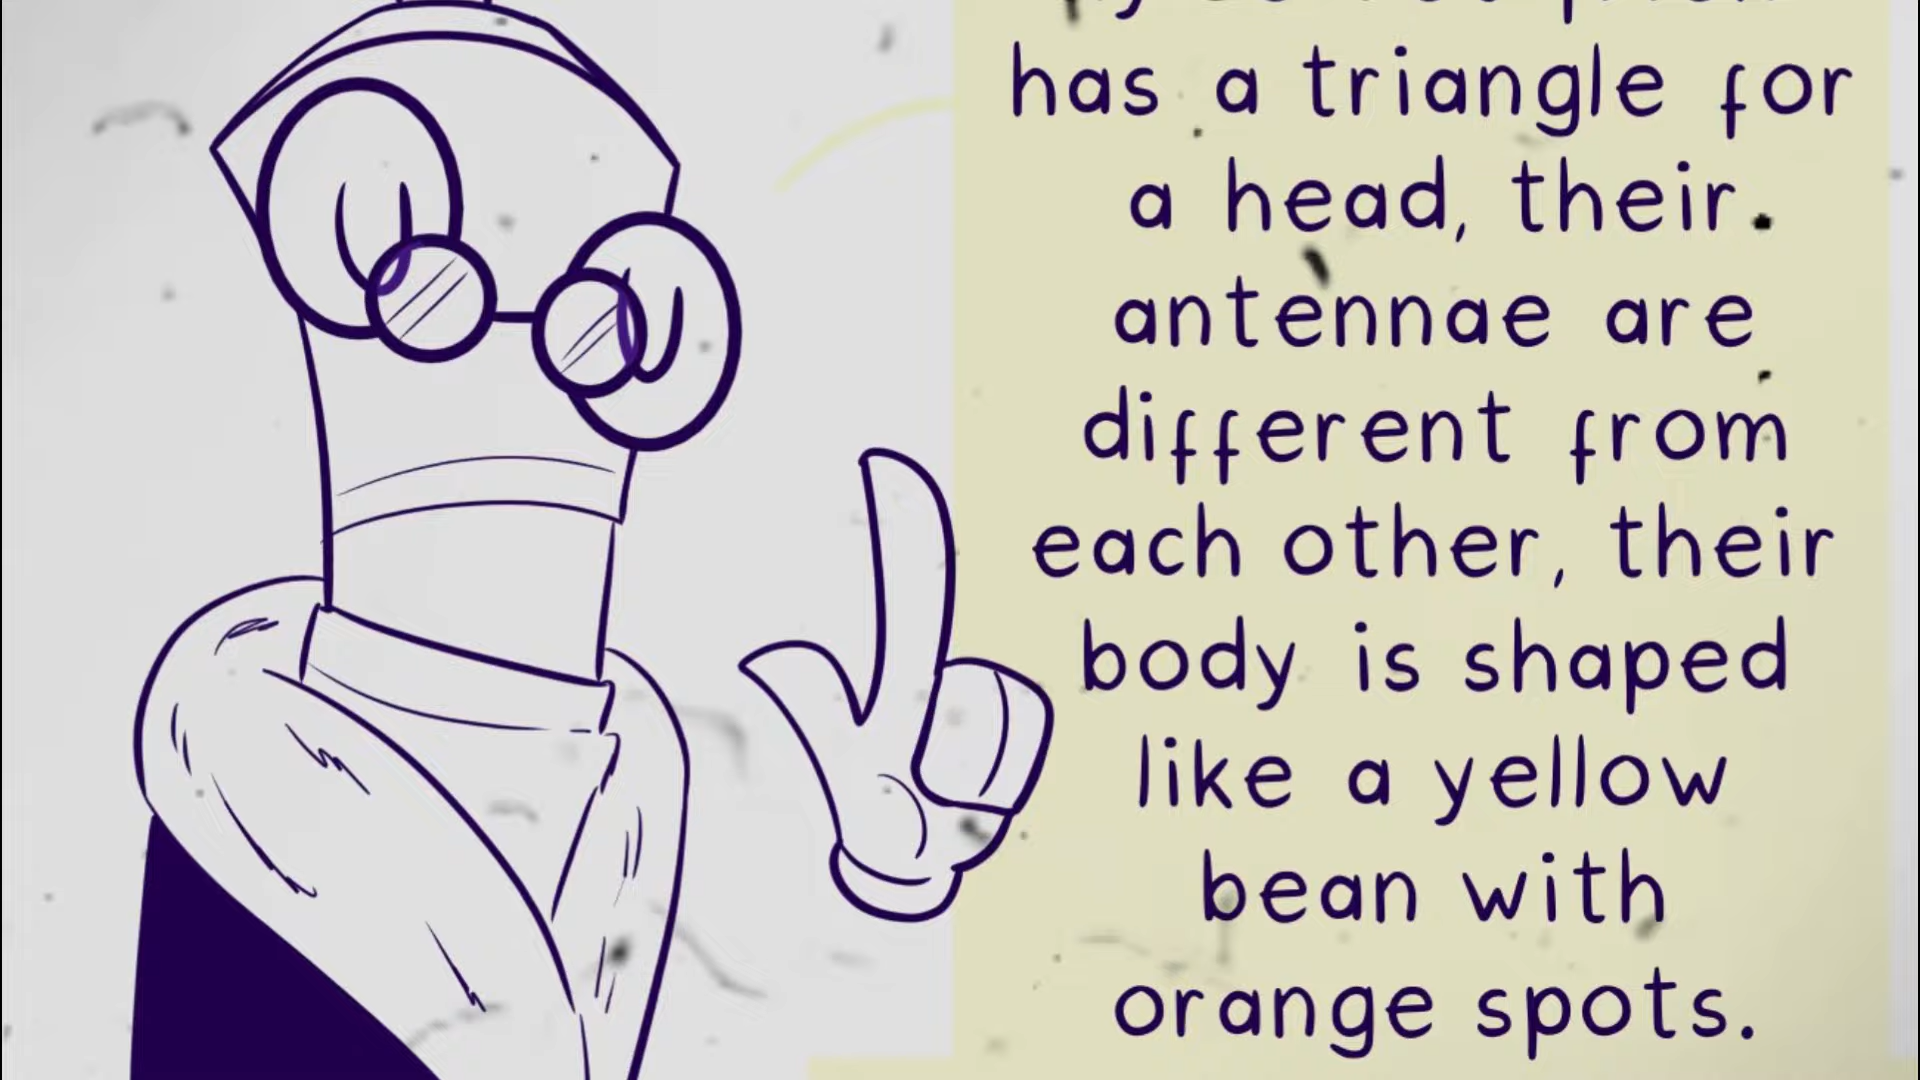 has a triangle for
a head, their
antennae are
different from
each other, their
body is shaped
like a yellow
bean with
orange spots.